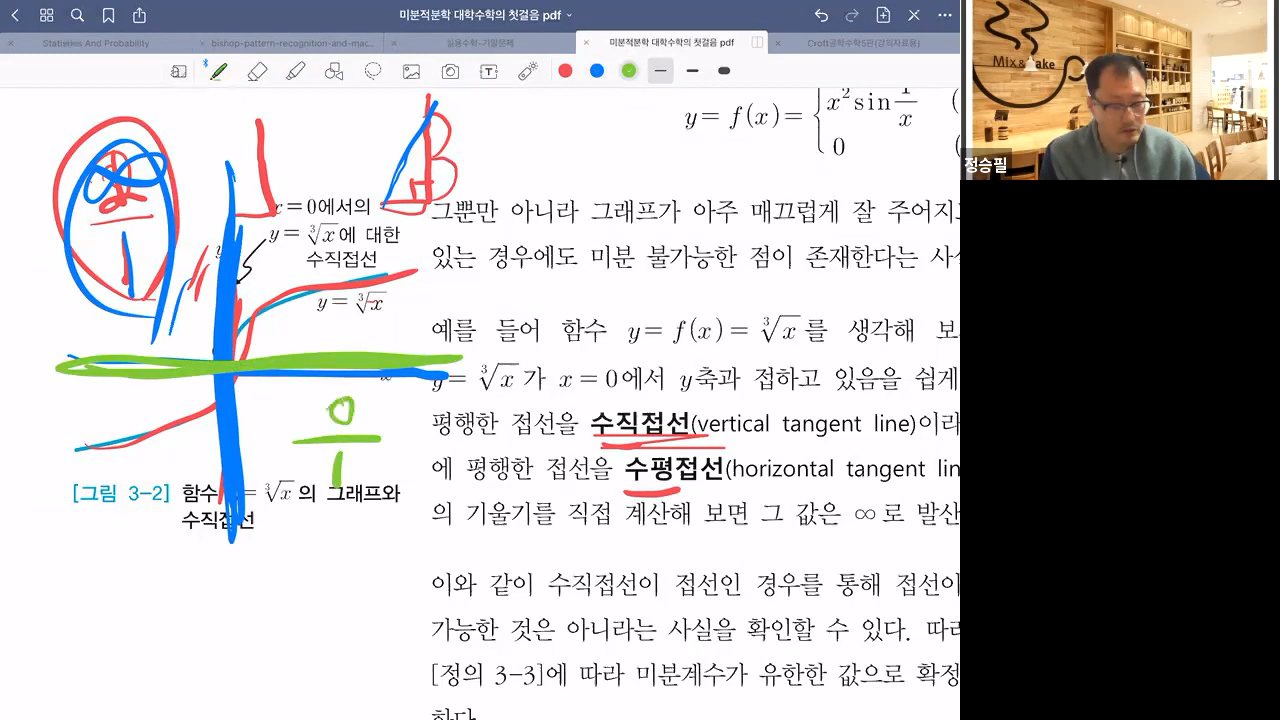 미분적분학 대학수학의 첫걸음 pdf
Statistics And Probability
bishop-pattern-recognition-and-mac...
실용수학-기말문제
미분적분학 대학수학의 첫걸음 pdf
Croft공학수학5판(강의자료용)
Mix&
정승필
y = f(x) = { x² sin 1/x (
0 (
x = 0에서의
y = ∛x에 대한
수직접선
y
y = ∛x
x
0/1
[그림 3-2] 함수 = ∛x의 그래프와
수직접선
그뿐만 아니라 그래프가 아주 매끄럽게 잘 주어지
있는 경우에도 미분 불가능한 점이 존재한다는 사
예를 들어 함수 y = f(x) = ∛x를 생각해 보
y = ∛x가 x = 0에서 y축과 접하고 있음을 쉽게
평행한 접선을 수직접선(vertical tangent line)이라
에 평행한 접선을 수평접선(horizontal tangent lin
의 기울기를 직접 계산해 보면 그 값은 ∞로 발산
이와 같이 수직접선이 접선인 경우를 통해 접선이
가능한 것은 아니라는 사실을 확인할 수 있다. 따
[정의 3-3]에 따라 미분계수가 유한한 값으로 확정
한다